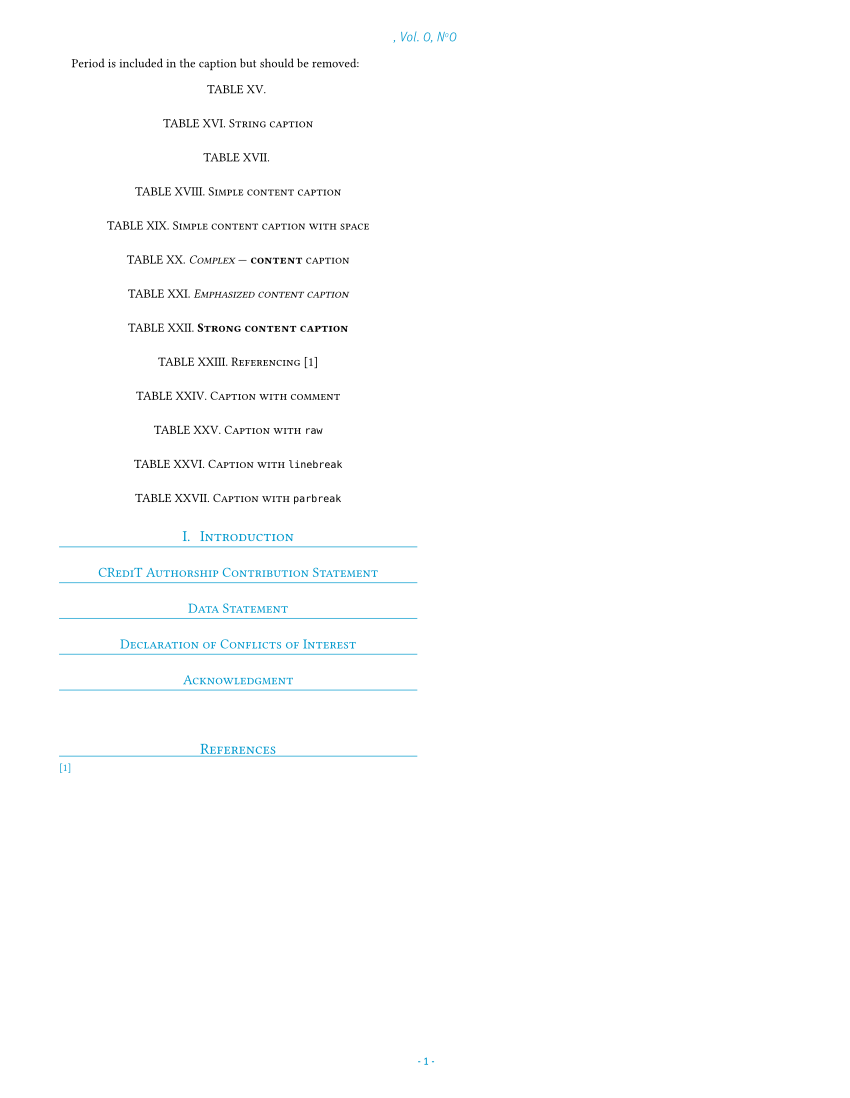 , Vol. 0, Nº0
Period is included in the caption but should be removed:
TABLE XV.
TABLE XVI. String caption
TABLE XVII.
TABLE XVIII. Simple content caption
TABLE XIX. Simple content caption with space
TABLE XX. Complex — content caption
TABLE XXI. Emphasized content caption
TABLE XXII. Strong content caption
TABLE XXIII. Referencing [1]
TABLE XXIV. Caption with comment
TABLE XXV. Caption with raw
TABLE XXVI. Caption with linebreak
TABLE XXVII. Caption with parbreak
I. Introduction
CRediT Authorship Contribution Statement
Data Statement
Declaration of Conflicts of Interest
Acknowledgment
References
[1]
- 1 -